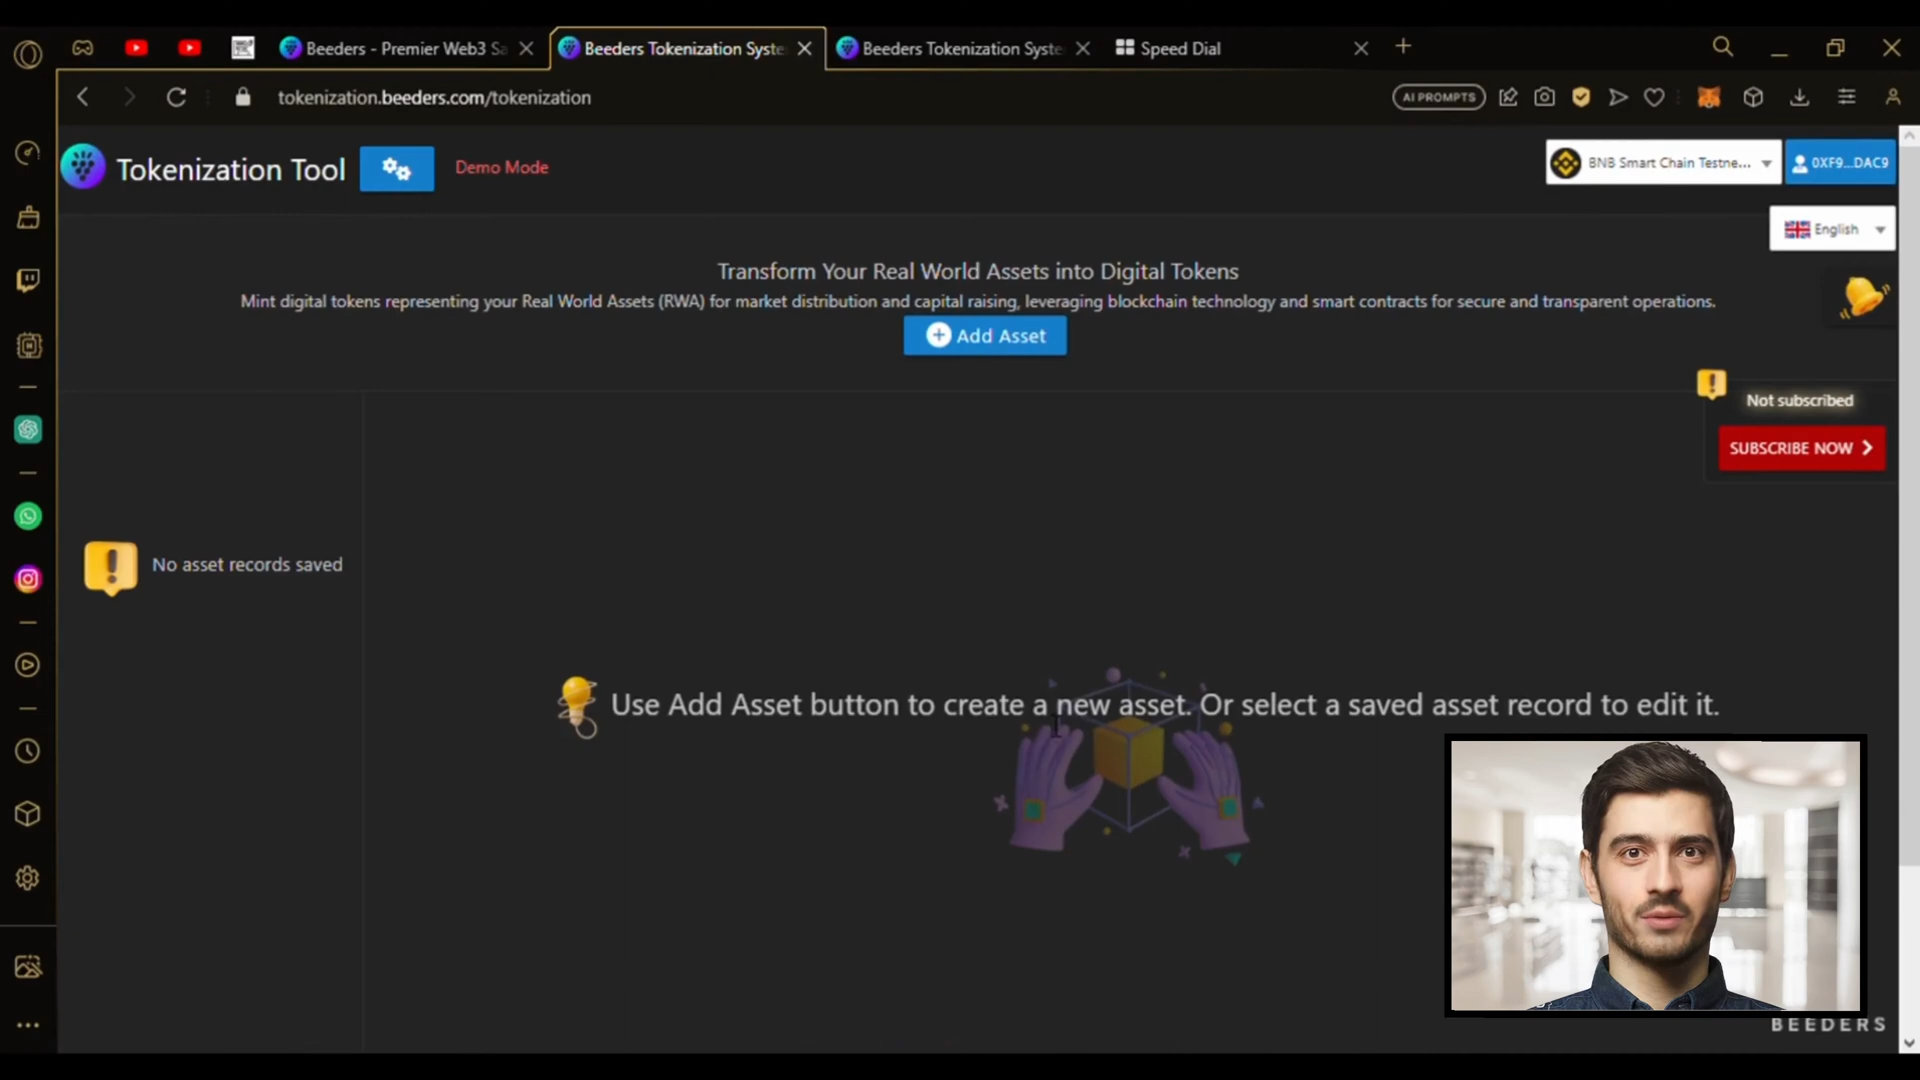 Beeders - Premier Web3 Sa
Beeders Tokenization Syste
Beeders Tokenization Syste
Speed Dial
tokenization.beeders.com/tokenization
AI PROMPTS
Tokenization Tool
Demo Mode
BNB Smart Chain Testne...
0XF9...DAC9
English
Transform Your Real World Assets into Digital Tokens
Mint digital tokens representing your Real World Assets (RWA) for market distribution and capital raising, leveraging blockchain technology and smart contracts for secure and transparent operations.
Add Asset
Not subscribed
SUBSCRIBE NOW
No asset records saved
Use Add Asset button to create a new asset. Or select a saved asset record to edit it.
BEEDERS